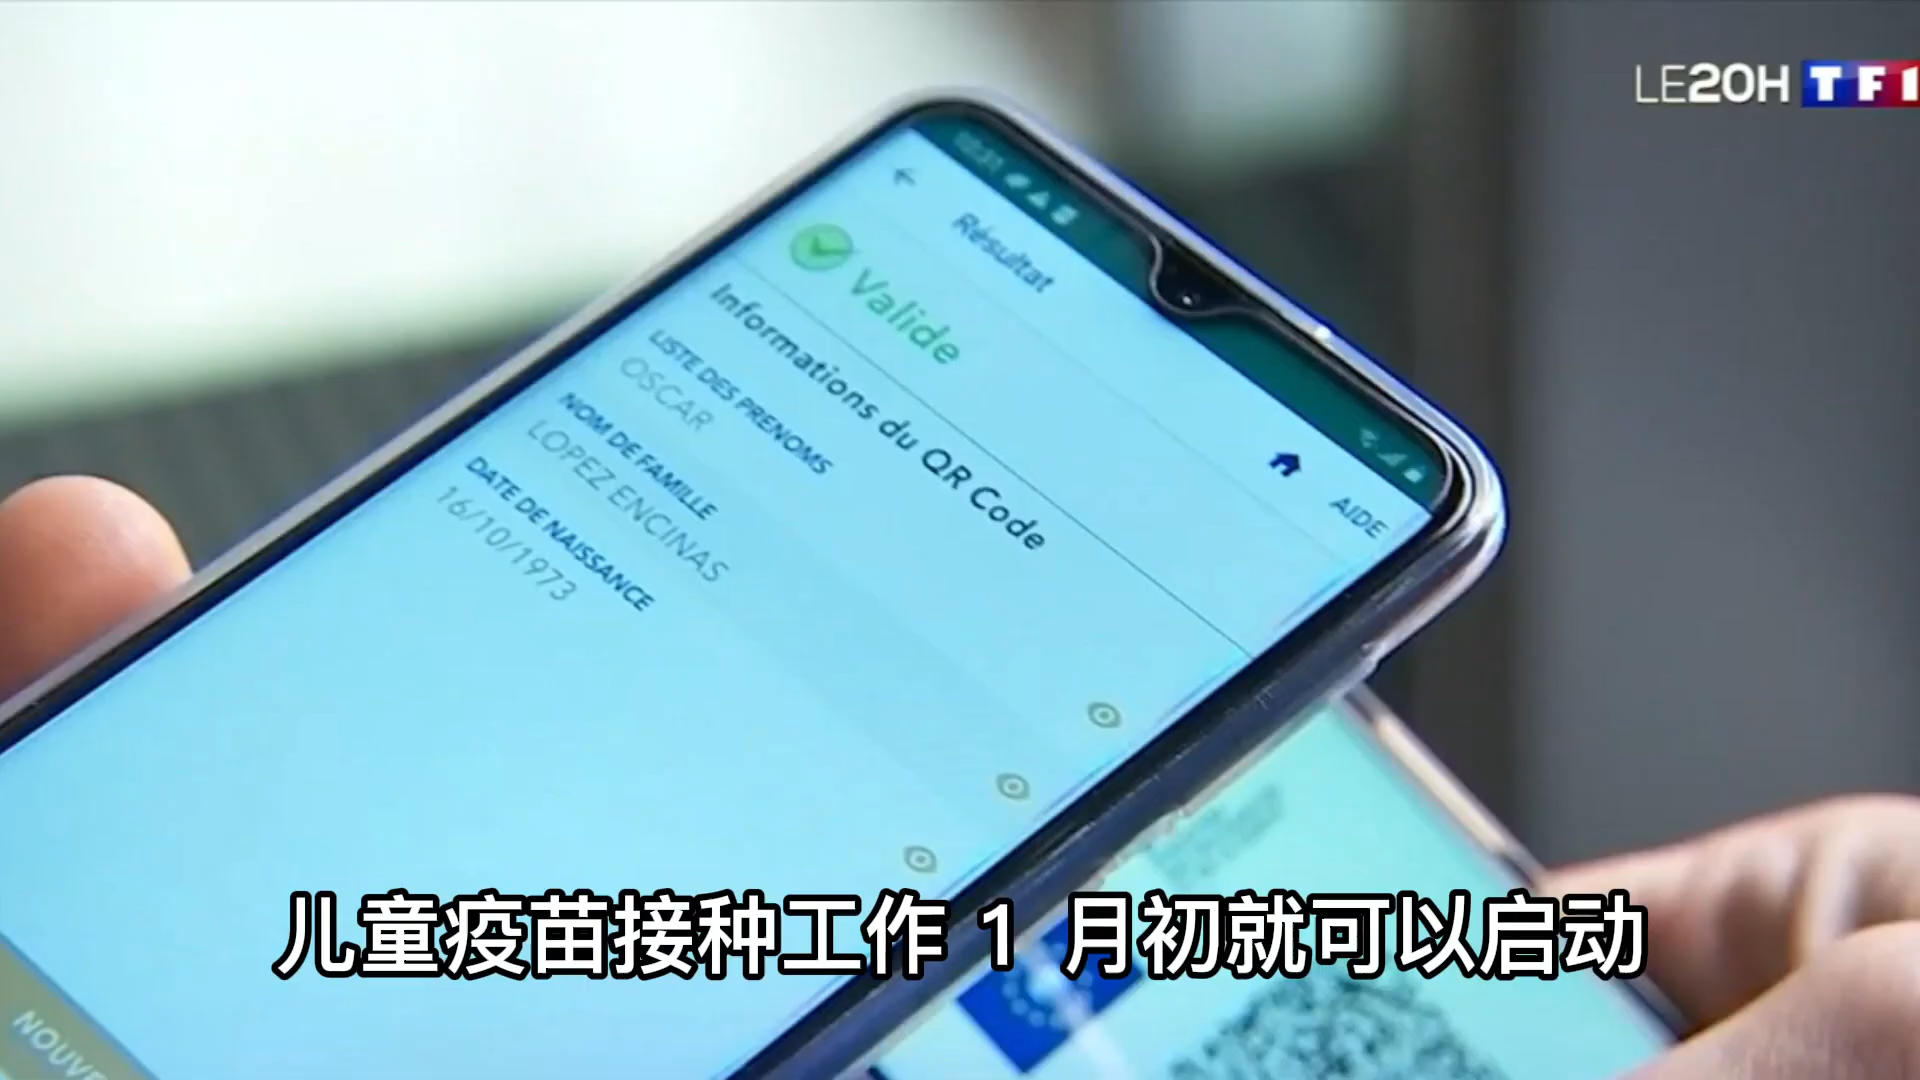 LE20H TF1
Résultat
Valide
Informations du QR Code
LISTE DES PRENOMS
OSCAR
NOM DE FAMILLE
LOPEZ ENCINAS
DATE DE NAISSANCE
16/10/1973
AIDE
儿童疫苗接种工作 1 月初就可以启动